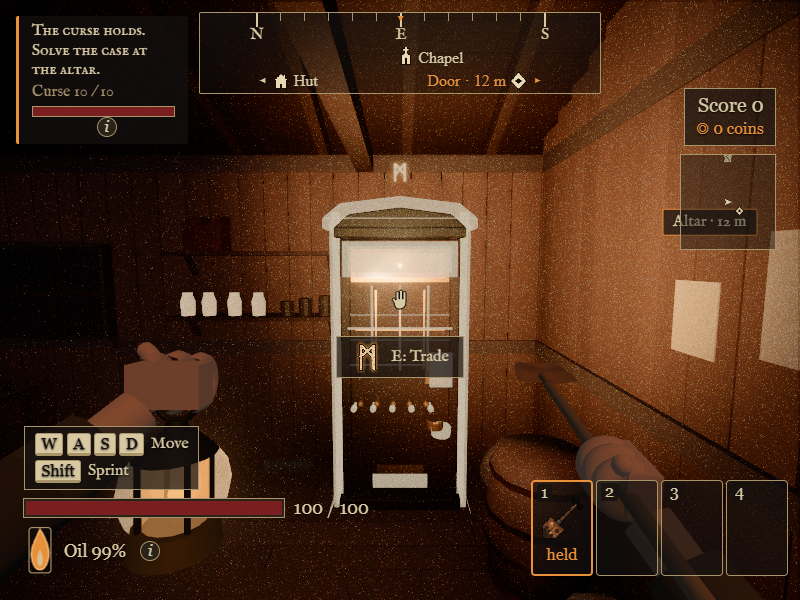 The curse holds.
Solve the case at
the altar.
Curse 10/10
i
N E S
Chapel
Hut
Door · 12 m
Score 0
0 coins
Altar · 12 m
E: Trade
W A S D Move
Shift Sprint
100 / 100
Oil 99% i
1 2 3 4
held